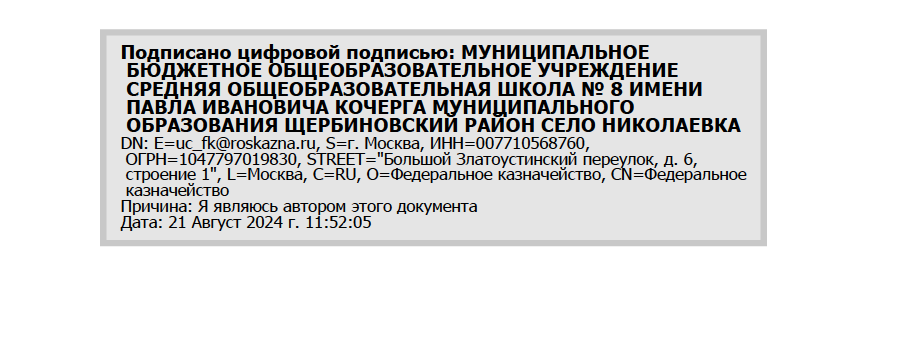 Подписано цифровой подписью: МУНИЦИПАЛЬНОЕ
БЮДЖЕТНОЕ ОБЩЕОБРАЗОВАТЕЛЬНОЕ УЧРЕЖДЕНИЕ
СРЕДНЯЯ ОБЩЕОБРАЗОВАТЕЛЬНАЯ ШКОЛА № 8 ИМЕНИ
ПАВЛА ИВАНОВИЧА КОЧЕРГА МУНИЦИПАЛЬНОГО
ОБРАЗОВАНИЯ ЩЕРБИНОВСКИЙ РАЙОН СЕЛО НИКОЛАЕВКА
DN: E=uc_fk@roskazna.ru, S=г. Москва, ИНН=007710568760,
ОГРН=1047797019830, STREET="Большой Златоустинский переулок, д. 6,
строение 1", L=Москва, C=RU, O=Федеральное казначейство, CN=Федеральное
казначейство
Причина: Я являюсь автором этого документа
Дата: 21 Август 2024 г. 11:52:05